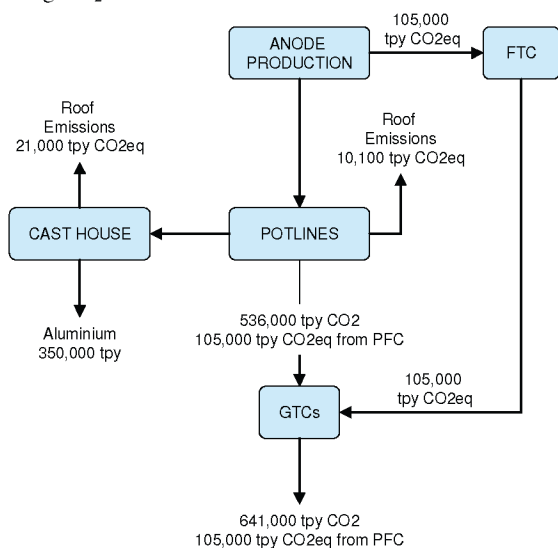 105,000
tpy CO2eq
ANODE
PRODUCTION
FTC
Roof
Emissions
21,000 tpy CO2eq
Roof
Emissions
10,100 tpy CO2eq
CAST HOUSE
POTLINES
Aluminium
350,000 tpy
536,000 tpy CO2
105,000 tpy CO2eq from PFC
105,000
tpy CO2eq
GTCs
641,000 tpy CO2
105,000 tpy CO2eq from PFC